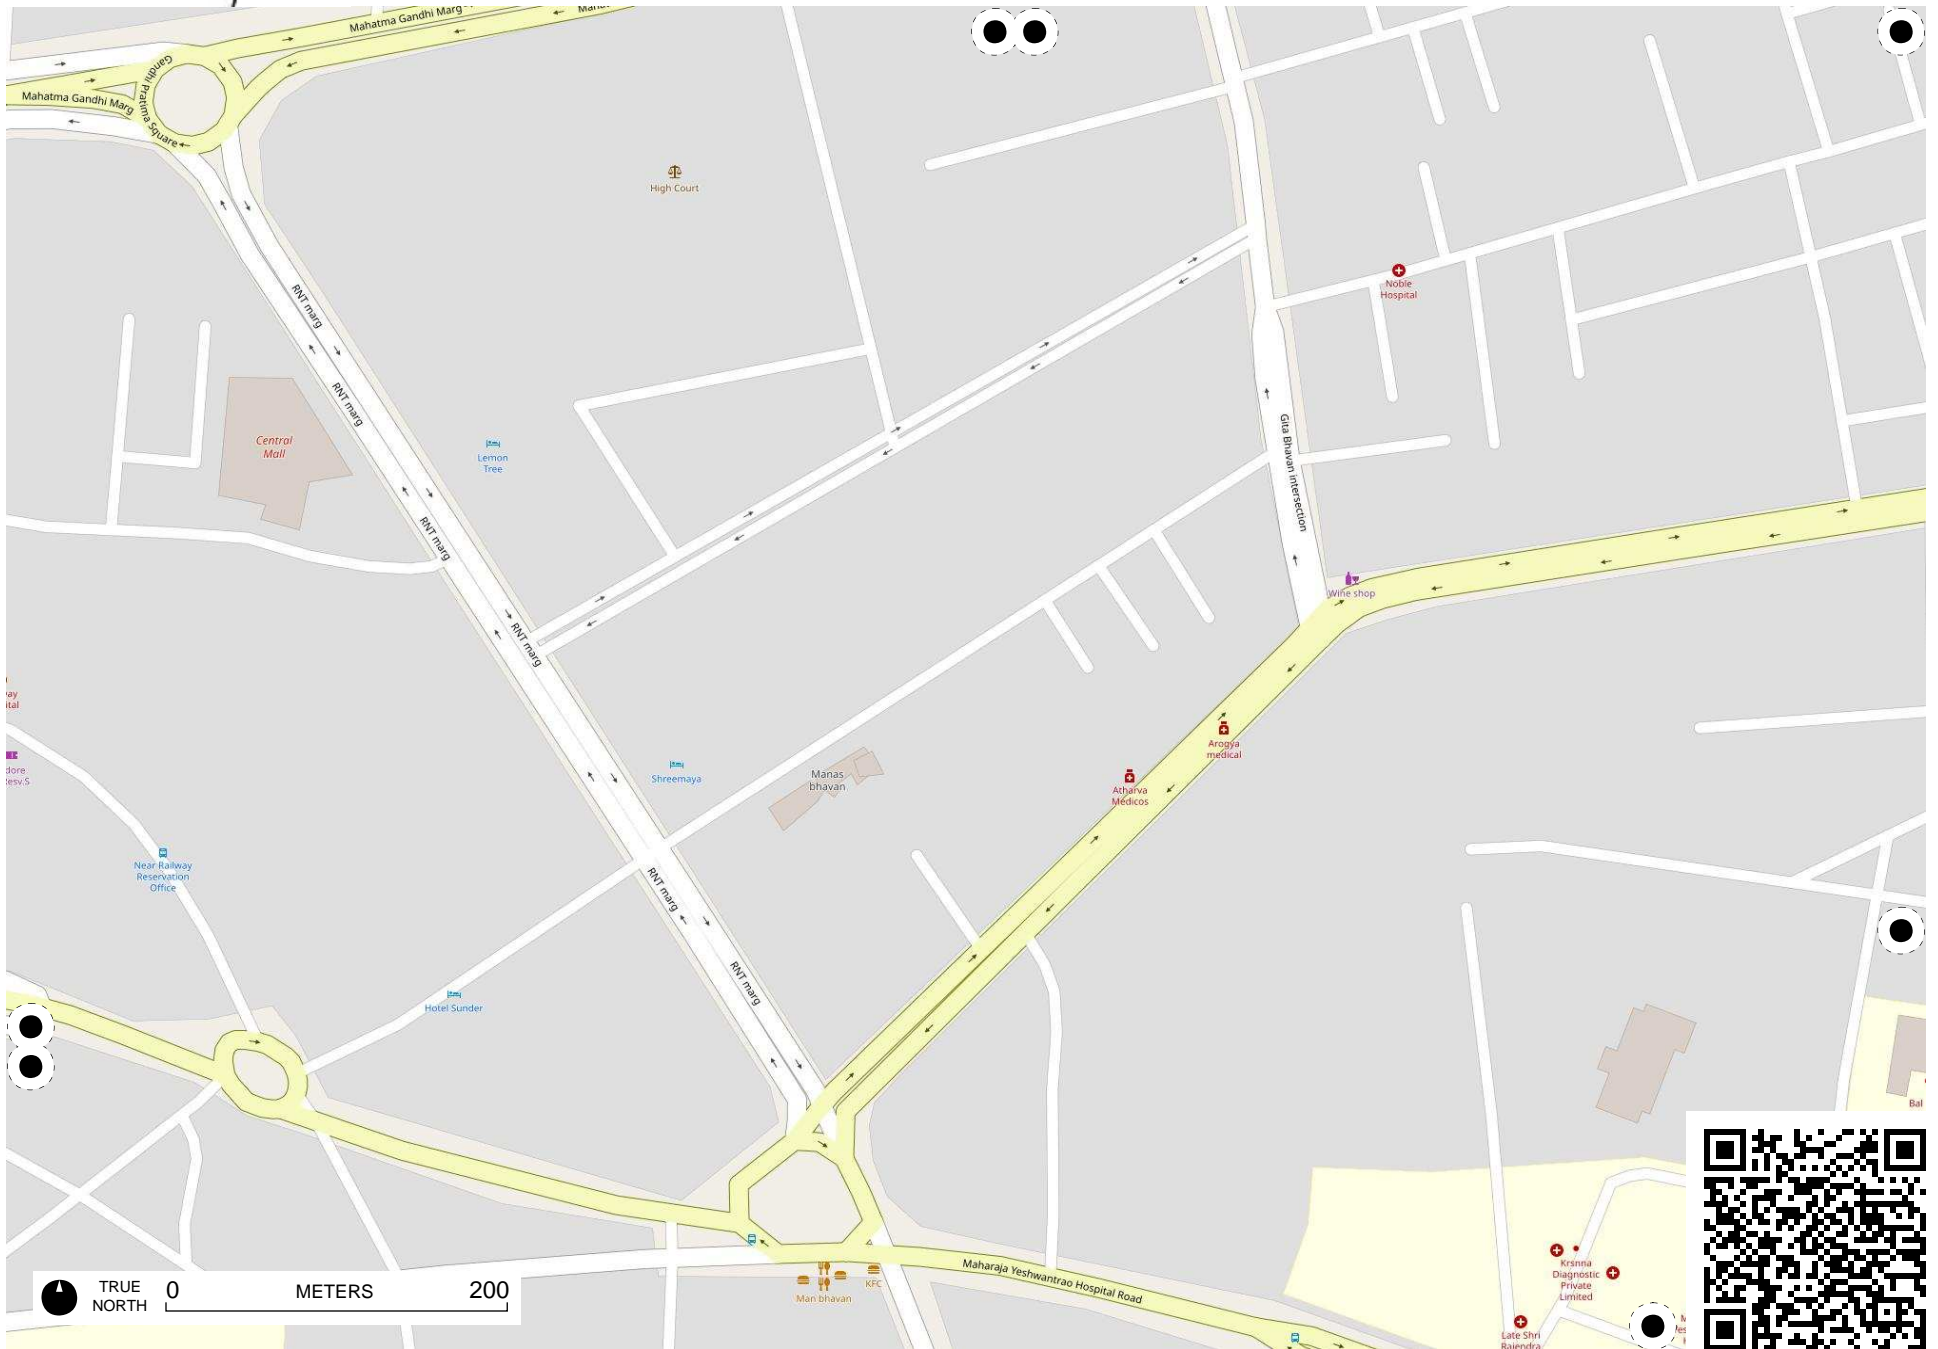 Mahatma Gandhi Marg
Gandhi Pratima Square
Mahatma Gandhi Marg
High Court
RNT marg
Noble
Hospital
RNT marg
Central
Mall
Lemon
Tree
Gita Bhavan intersection
RNT marg
Wine shop
RNT marg
Arogya
medical
Manas
bhavan
Shreemaya
Atharva
Medicos
Near Railway
Reservation
Office
RNT marg
RNT marg
Hotel Sunder
Bal
Maharaja Yeshwantrao Hospital Road
KFC
Man bhavan
Krsnna
Diagnostic
Private
Limited
Late Shri
Rajendra
TRUE
NORTH
0 METERS 200